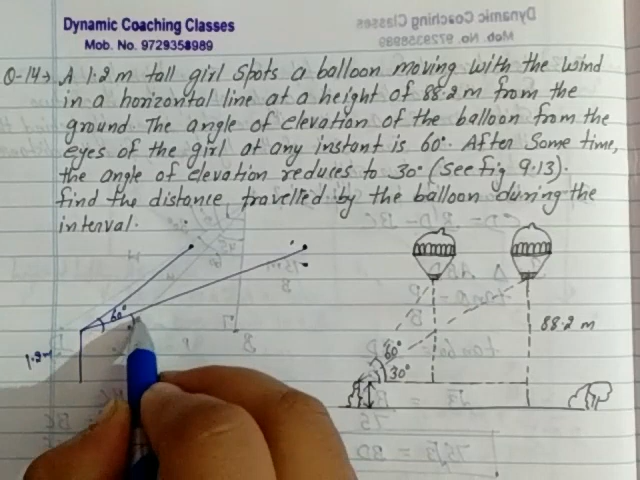 Dynamic Coaching Classes
Mob. No. 9729358989
Q-14→ A 1.2 m tall girl spots a balloon moving with the wind
in a horizontal line at a height of 88.2 m from the
ground. The angle of elevation of the balloon from the
eyes of the girl at any instant is 60°. After Some time,
the angle of elevation reduces to 30° (see fig 9.13).
find the distance travelled by the balloon during the
interval.
60°
1.2m
88.2 m
60°
30°